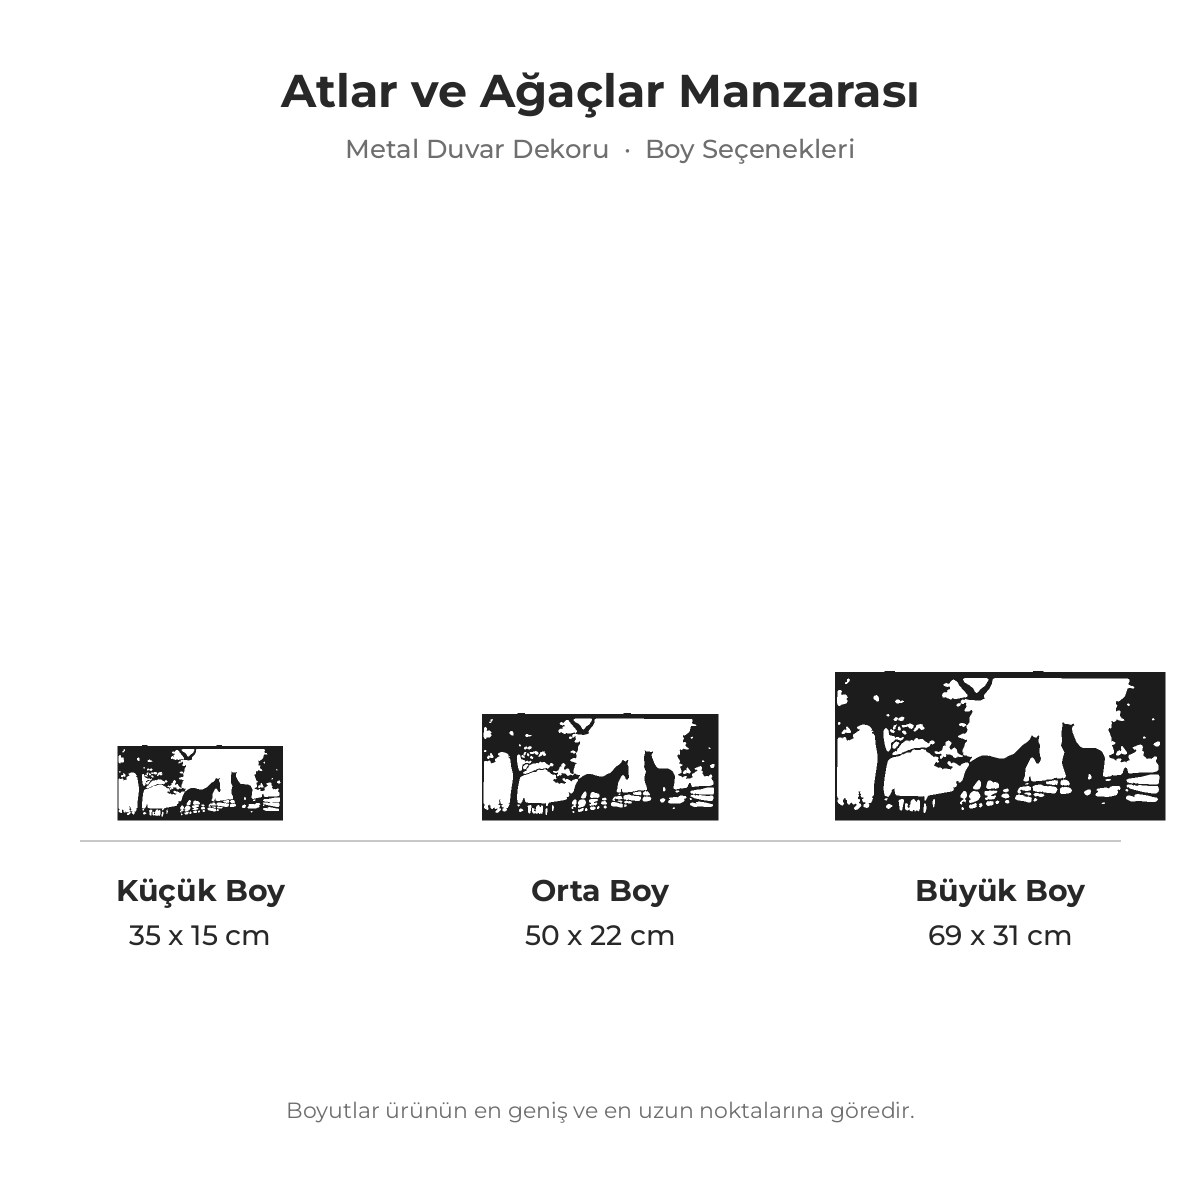 Atlar ve Ağaçlar Manzarası
Metal Duvar Dekoru · Boy Seçenekleri
Küçük Boy
35 x 15 cm
Orta Boy
50 x 22 cm
Büyük Boy
69 x 31 cm
Boyutlar ürünün en geniş ve en uzun noktalarına göredir.